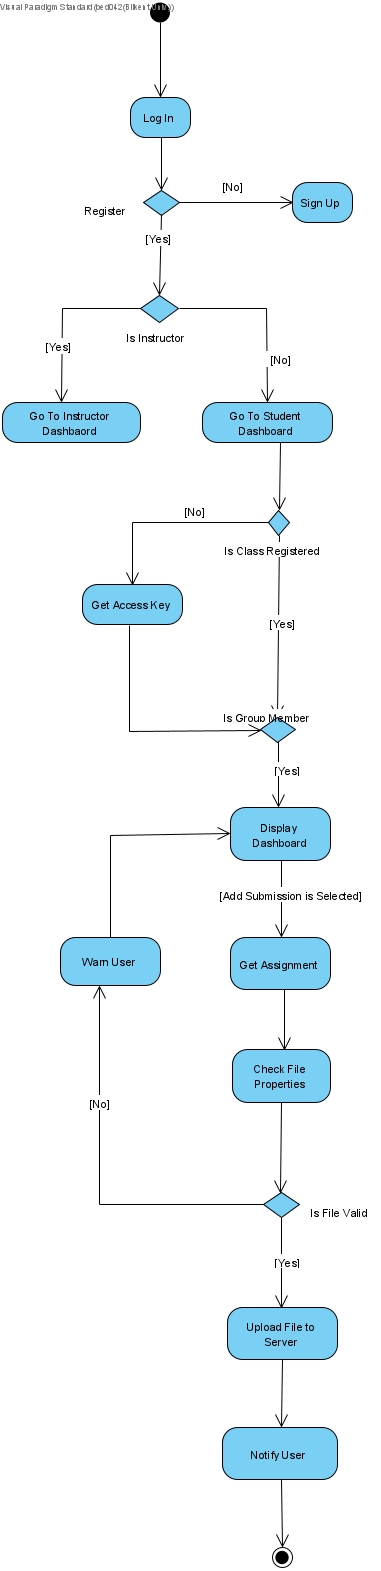 Visual Paradigm Standard(
Log In
[No]
Register
Sign Up
[Yes]
Is Instructor
[Yes]
[No]
Go To Instructor
Dashbaord
Go To Student
Dashboard
[No]
Is Class Registered
Get Access Key
[Yes]
Is Group Member
[Yes]
Display
Dashboard
[Add Submission is Selected]
Warn User
Get Assignment
Check File
Properties
[No]
Is File Valid
[Yes]
Upload File to
Server
Notify User